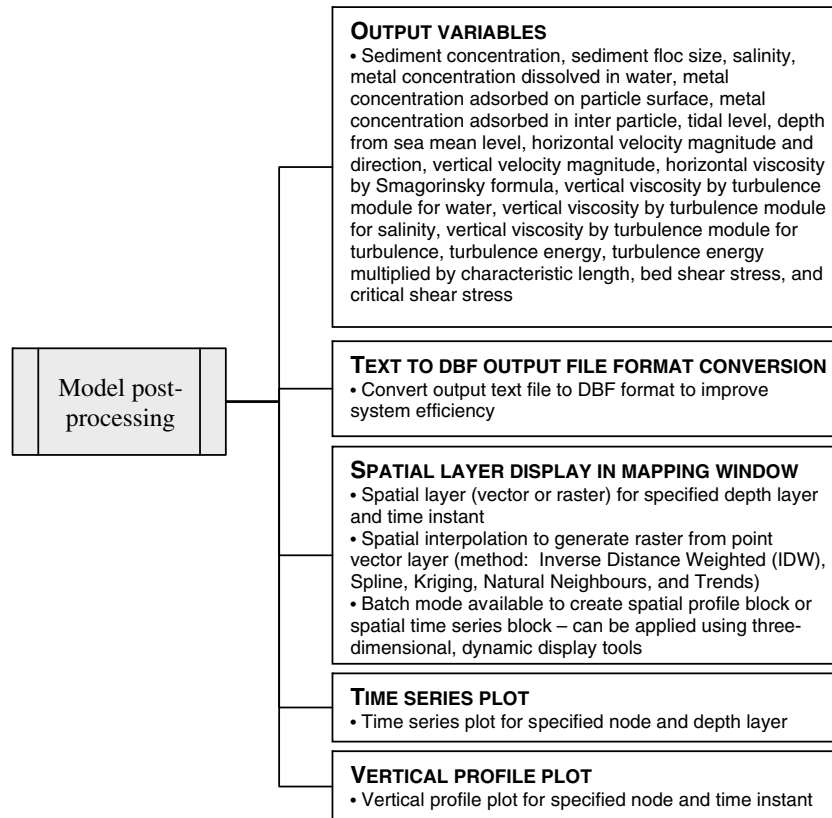 OUTPUT VARIABLES
• Sediment concentration, sediment floc size, salinity,
metal concentration dissolved in water, metal
concentration adsorbed on particle surface, metal
concentration adsorbed in inter particle, tidal level, depth
from sea mean level, horizontal velocity magnitude and
direction, vertical velocity magnitude, horizontal viscosity
by Smagorinsky formula, vertical viscosity by turbulence
module for water, vertical viscosity by turbulence module
for salinity, vertical viscosity by turbulence module for
turbulence, turbulence energy, turbulence energy
multiplied by characteristic length, bed shear stress, and
critical shear stress
Model post-
processing
TEXT TO DBF OUTPUT FILE FORMAT CONVERSION
• Convert output text file to DBF format to improve
system efficiency
SPATIAL LAYER DISPLAY IN MAPPING WINDOW
• Spatial layer (vector or raster) for specified depth layer
and time instant
• Spatial interpolation to generate raster from point
vector layer (method: Inverse Distance Weighted (IDW),
Spline, Kriging, Natural Neighbours, and Trends)
• Batch mode available to create spatial profile block or
spatial time series block – can be applied using three-
dimensional, dynamic display tools
TIME SERIES PLOT
• Time series plot for specified node and depth layer
VERTICAL PROFILE PLOT
• Vertical profile plot for specified node and time instant